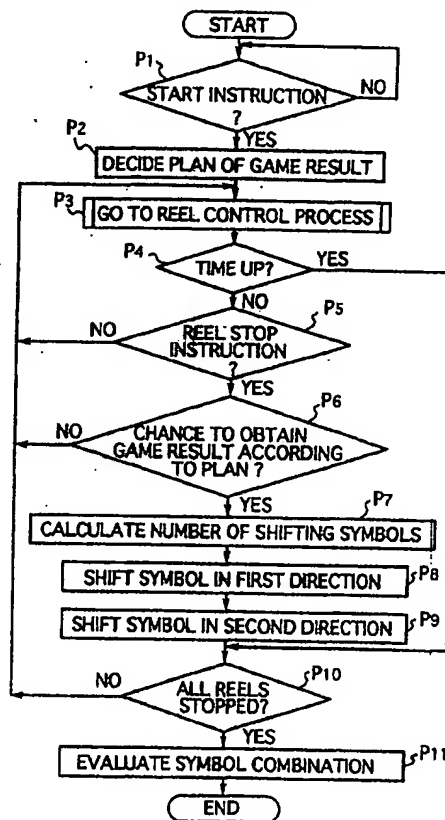 START
P1
START INSTRUCTION
?
NO
YES
P2
DECIDE PLAN OF GAME RESULT
P3
GO TO REEL CONTROL PROCESS
P4
TIME UP?
YES
NO
P5
NO
REEL STOP
INSTRUCTION
?
YES
P6
NO
CHANCE TO OBTAIN
GAME RESULT ACCORDING
TO PLAN ?
YES
P7
CALCULATE NUMBER OF SHIFTING SYMBOLS
SHIFT SYMBOL IN FIRST DIRECTION
P8
SHIFT SYMBOL IN SECOND DIRECTION
P9
NO
P10
ALL REELS
STOPPED?
YES
P11
EVALUATE SYMBOL COMBINATION
END